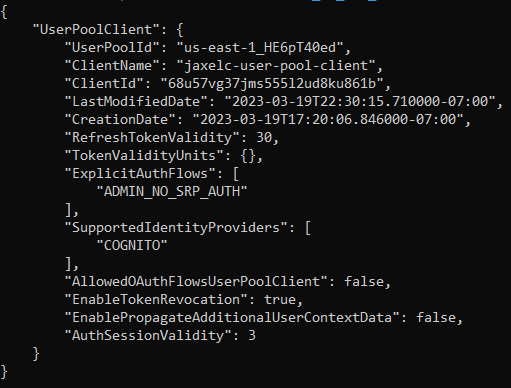 {
    "UserPoolClient": {
        "UserPoolId": "us-east-1_HE6pT40ed",
        "ClientName": "jaxelc-user-pool-client",
        "ClientId": "68u57vg37jms555l2ud8ku861b",
        "LastModifiedDate": "2023-03-19T22:30:15.710000-07:00",
        "CreationDate": "2023-03-19T17:20:06.846000-07:00",
        "RefreshTokenValidity": 30,
        "TokenValidityUnits": {},
        "ExplicitAuthFlows": [
            "ADMIN_NO_SRP_AUTH"
        ],
        "SupportedIdentityProviders": [
            "COGNITO"
        ],
        "AllowedOAuthFlowsUserPoolClient": false,
        "EnableTokenRevocation": true,
        "EnablePropagateAdditionalUserContextData": false,
        "AuthSessionValidity": 3
    }
}